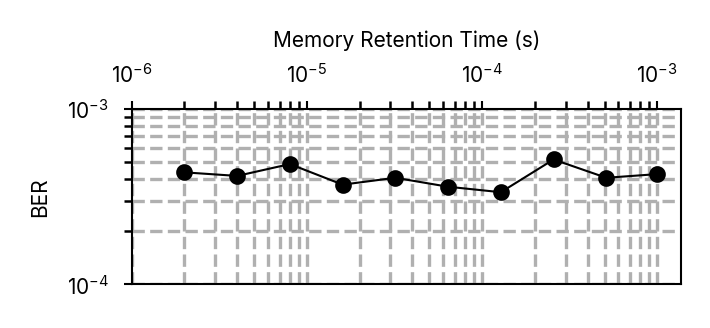 Memory Retention Time (s)
10⁻⁶ 10⁻⁵ 10⁻⁴ 10⁻³
10⁻³
BER
10⁻⁴